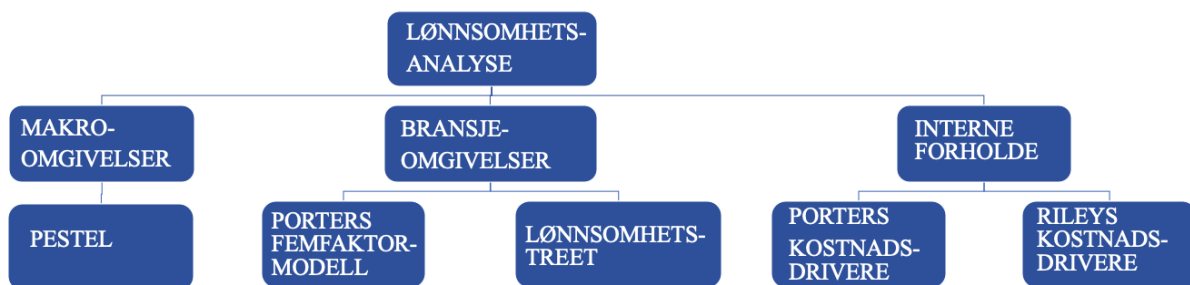 LØNNSOMHETS-
ANALYSE
MAKRO-
OMGIVELSER
BRANSJE-
OMGIVELSER
INTERNE
FORHOLDE
PESTEL
PORTERS
FEMFAKTOR-
MODELL
LØNNSOMHETS-
TREET
PORTERS
KOSTNADS-
DRIVERE
RILEYS
KOSTNADS-
DRIVERE